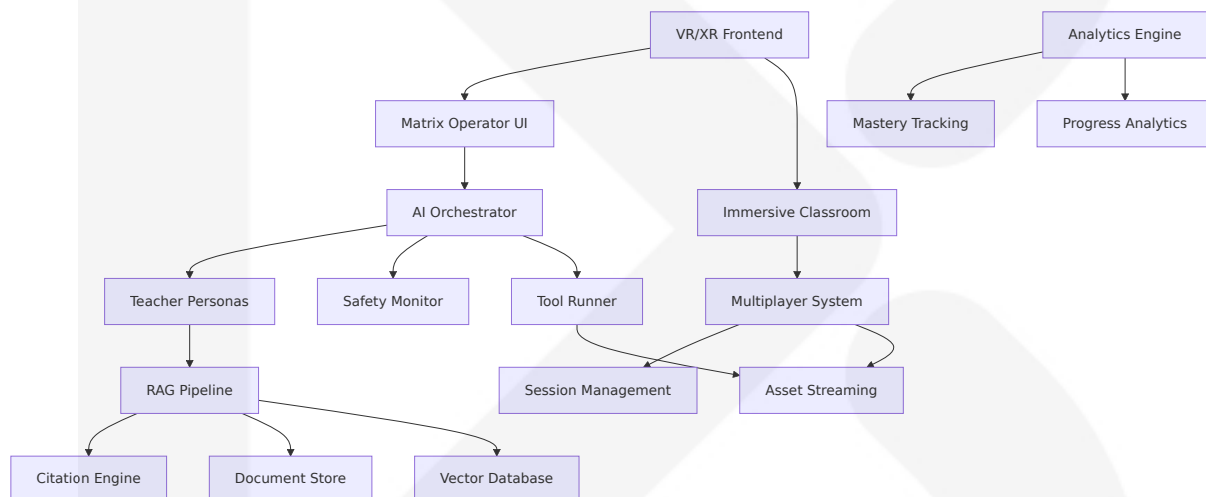 VR/XR Frontend
Analytics Engine
Matrix Operator UI
Mastery Tracking
Progress Analytics
AI Orchestrator
Immersive Classroom
Teacher Personas
Safety Monitor
Tool Runner
Multiplayer System
RAG Pipeline
Session Management
Asset Streaming
Citation Engine
Document Store
Vector Database